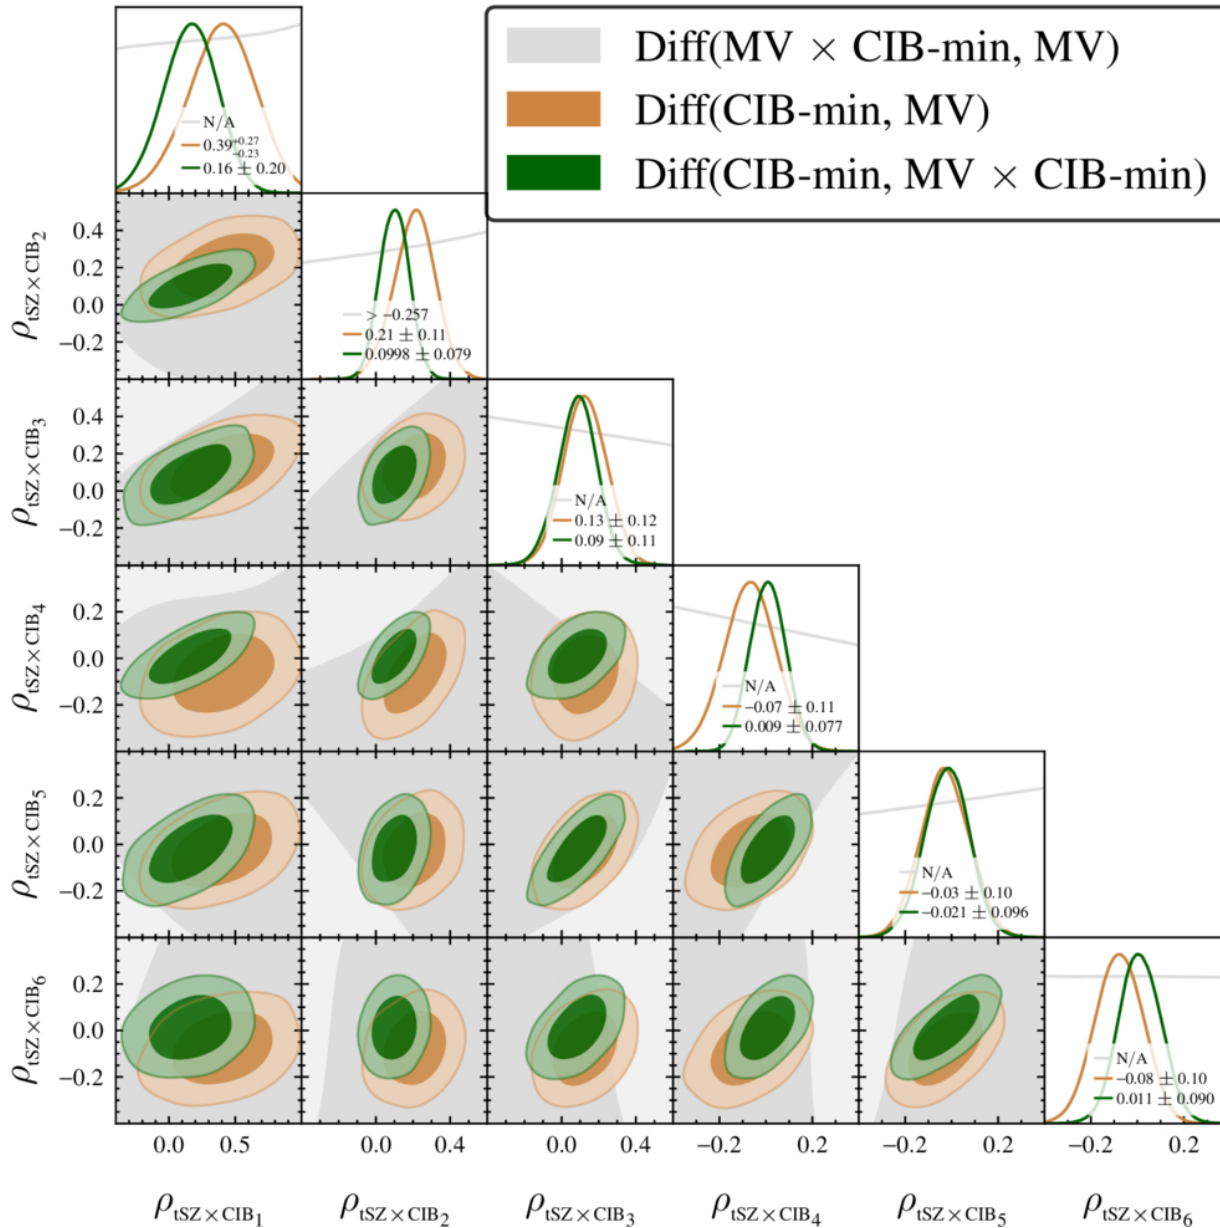 Diff(MV × CIB-min, MV)
Diff(CIB-min, MV)
Diff(CIB-min, MV × CIB-min)
N/A
0.39+0.27−0.23
0.16 ± 0.20
ρtSZ×CIB2
0.4
0.2
0.0
−0.2
> −0.257
0.21 ± 0.11
0.0998 ± 0.079
ρtSZ×CIB3
0.4
0.2
0.0
−0.2
N/A
0.13 ± 0.12
0.09 ± 0.11
ρtSZ×CIB4
0.2
0.0
−0.2
N/A
−0.07 ± 0.11
0.009 ± 0.077
ρtSZ×CIB5
0.2
0.0
−0.2
N/A
−0.03 ± 0.10
−0.021 ± 0.096
ρtSZ×CIB6
0.2
0.0
−0.2
N/A
−0.08 ± 0.10
0.011 ± 0.090
0.0 0.5 0.0 0.4 0.0 0.4 −0.2 0.2 −0.2 0.2 −0.2 0.2
ρtSZ×CIB1 ρtSZ×CIB2 ρtSZ×CIB3 ρtSZ×CIB4 ρtSZ×CIB5 ρtSZ×CIB6